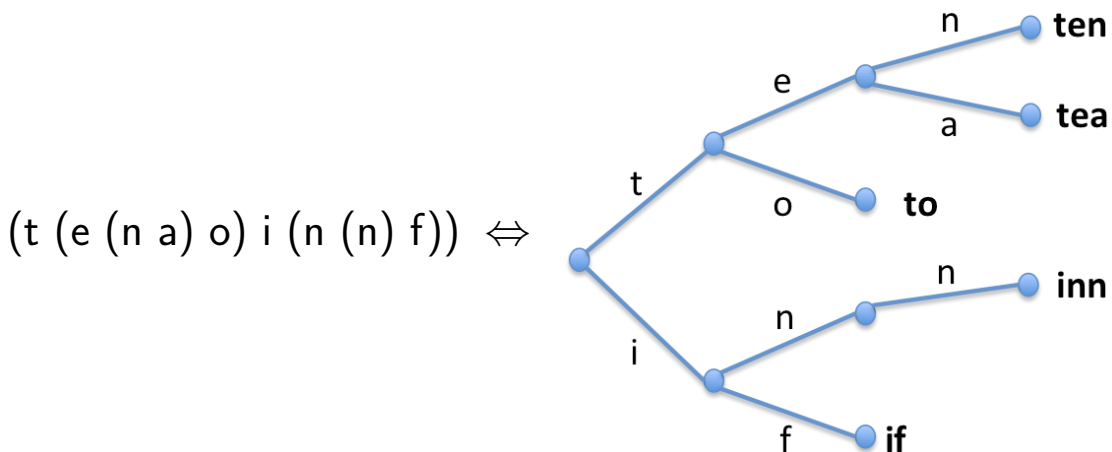 n ten
e
a tea
t
o to
(t (e (n a) o) i (n (n) f)) ⇔
n inn
n
i
f if